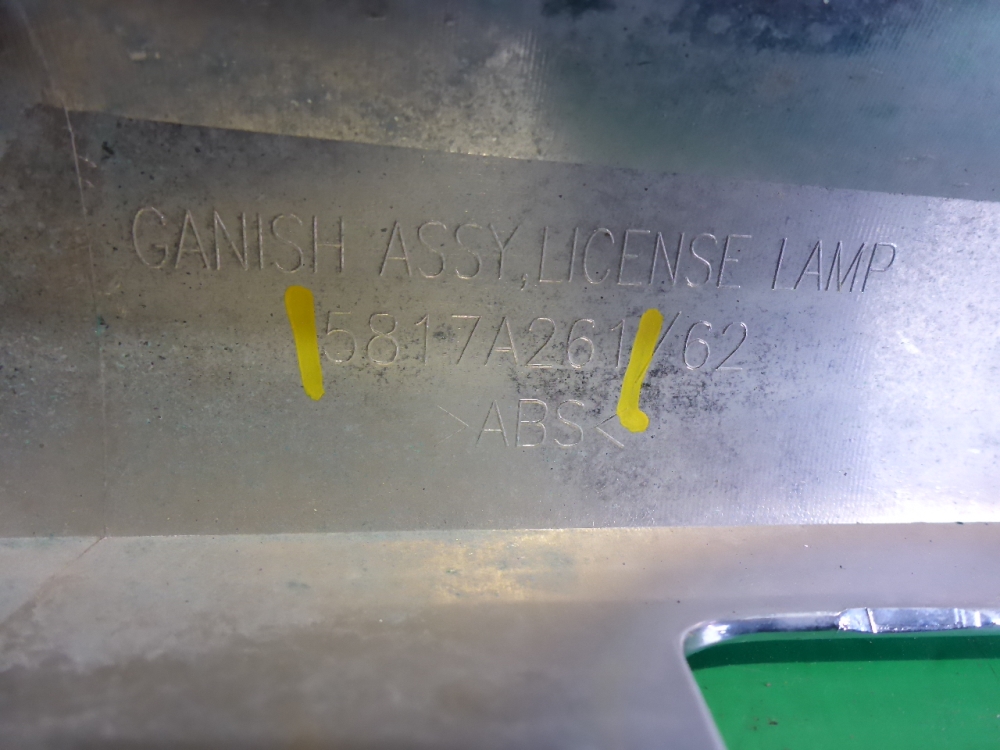 GANISH ASSY,LICENSE LAMP
5817A261/62
>ABS<